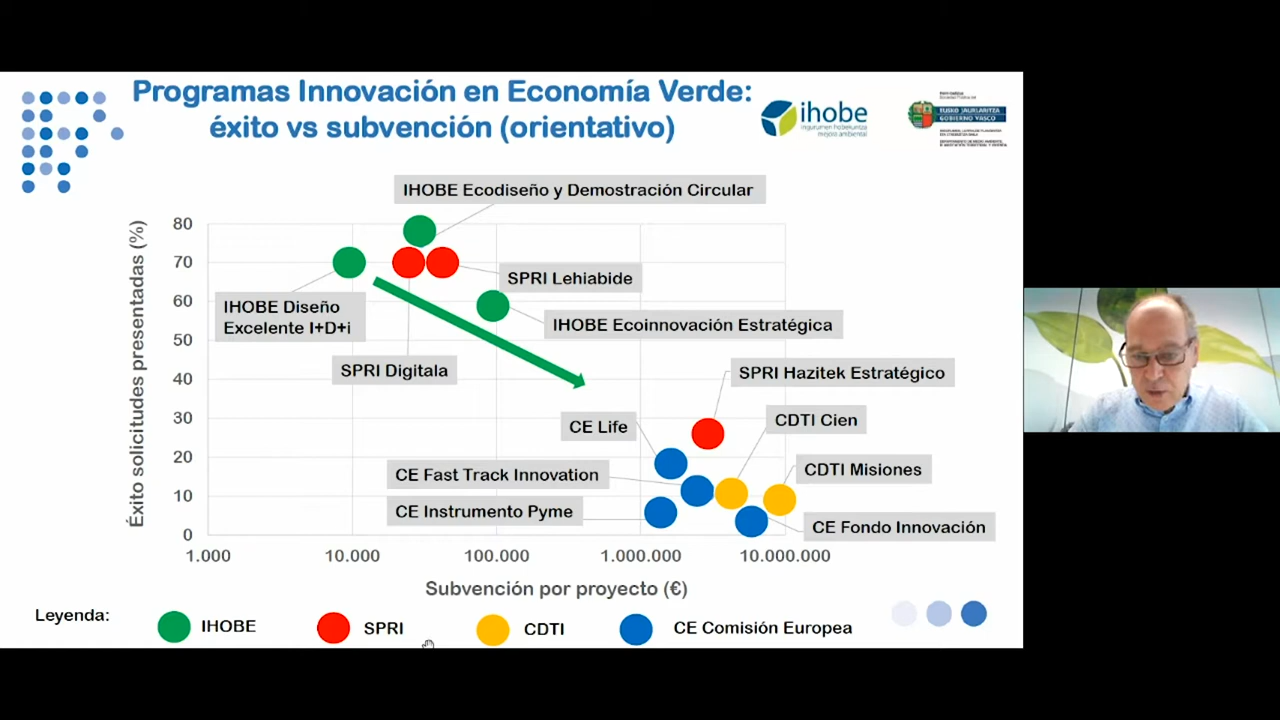 Programas Innovación en Economía Verde:
éxito vs subvención (orientativo)
ihobe
EUSKO JAURLARITZA
GOBIERNO VASCO
IHOBE Ecodiseño y Demostración Circular
SPRI Lehiabide
IHOBE Diseño
Excelente I+D+i
IHOBE Ecoinnovación Estratégica
SPRI Digitala
SPRI Hazitek Estratégico
CE Life
CDTI Cien
CE Fast Track Innovation
CDTI Misiones
CE Instrumento Pyme
CE Fondo Innovación
Éxito solicitudes presentadas (%)
80
70
60
50
40
30
20
10
0
1.000 10.000 100.000 1.000.000 10.000.000
Subvención por proyecto (€)
Leyenda: IHOBE SPRI CDTI CE Comisión Europea